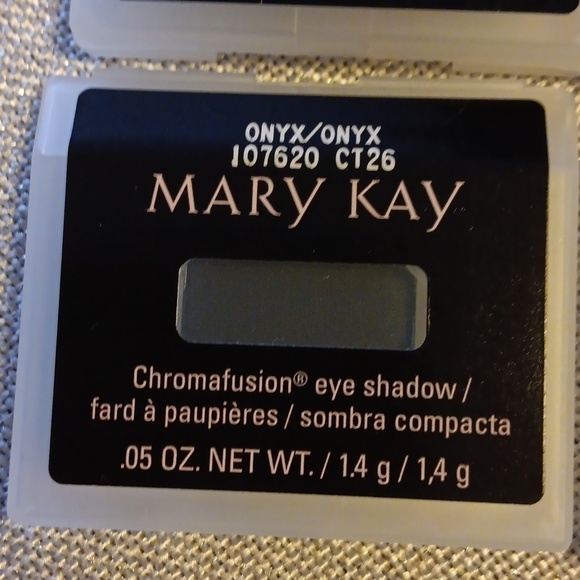 ONYX/ONYX
107620 CT26
MARY KAY
Chromafusion® eye shadow /
fard à paupières / sombra compacta
.05 OZ. NET WT. / 1.4 g / 1,4 g